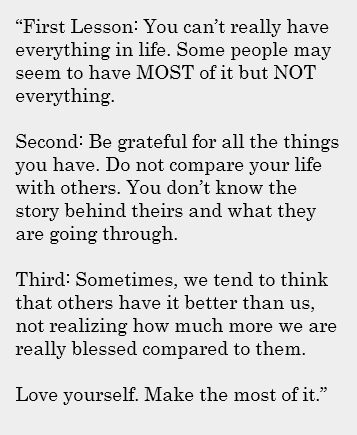 “First Lesson: You can’t really have
everything in life. Some people may
seem to have MOST of it but NOT
everything.
Second: Be grateful for all the things
you have. Do not compare your life
with others. You don’t know the
story behind theirs and what they
are going through.
Third: Sometimes, we tend to think
that others have it better than us,
not realizing how much more we are
really blessed compared to them.
Love yourself. Make the most of it.”